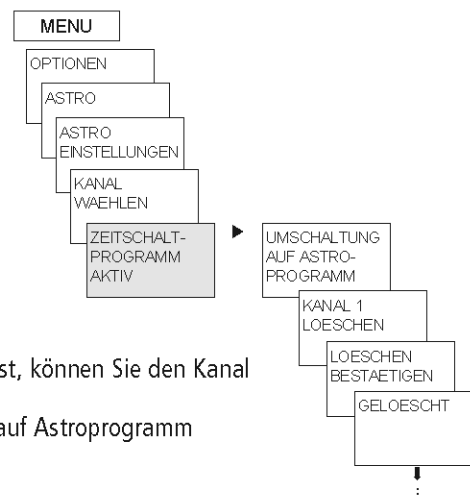 MENU
OPTIONEN
ASTRO
ASTRO
EINSTELLUNGEN
KANAL
WAEHLEN
ZEITSCHALT-
PROGRAMM
AKTIV
UMSCHALTUNG
AUF ASTRO-
PROGRAMM
KANAL 1
LOESCHEN
LOESCHEN
BESTAETIGEN
GELOESCHT
st, können Sie den Kanal
auf Astroprogramm